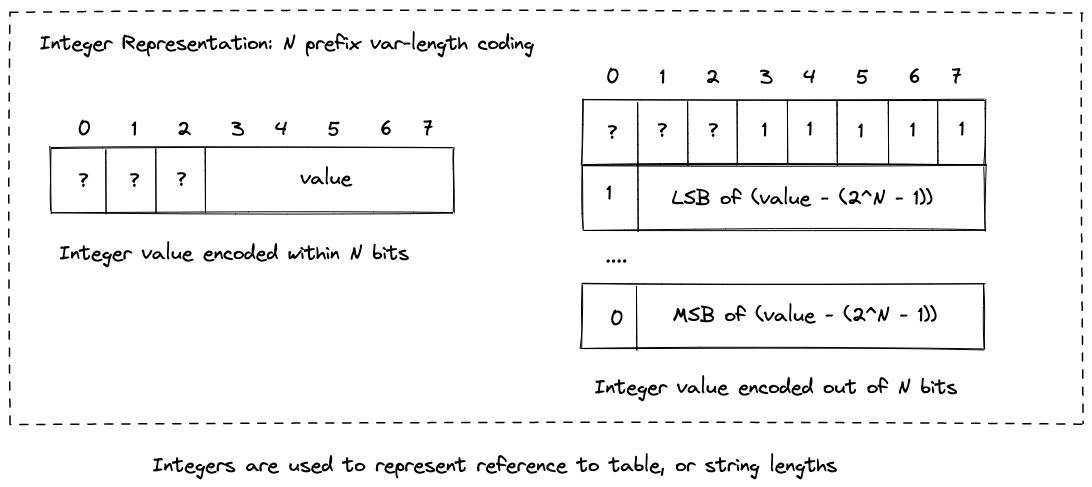 Integer Representation: N prefix var-length coding
0 1 2 3 4 5 6 7
? ? ? value
Integer value encoded within N bits
0 1 2 3 4 5 6 7
? ? ? 1 1 1 1 1
1 LSB of (value - (2^N - 1))
....
0 MSB of (value - (2^N - 1))
Integer value encoded out of N bits
Integers are used to represent reference to table, or string lengths